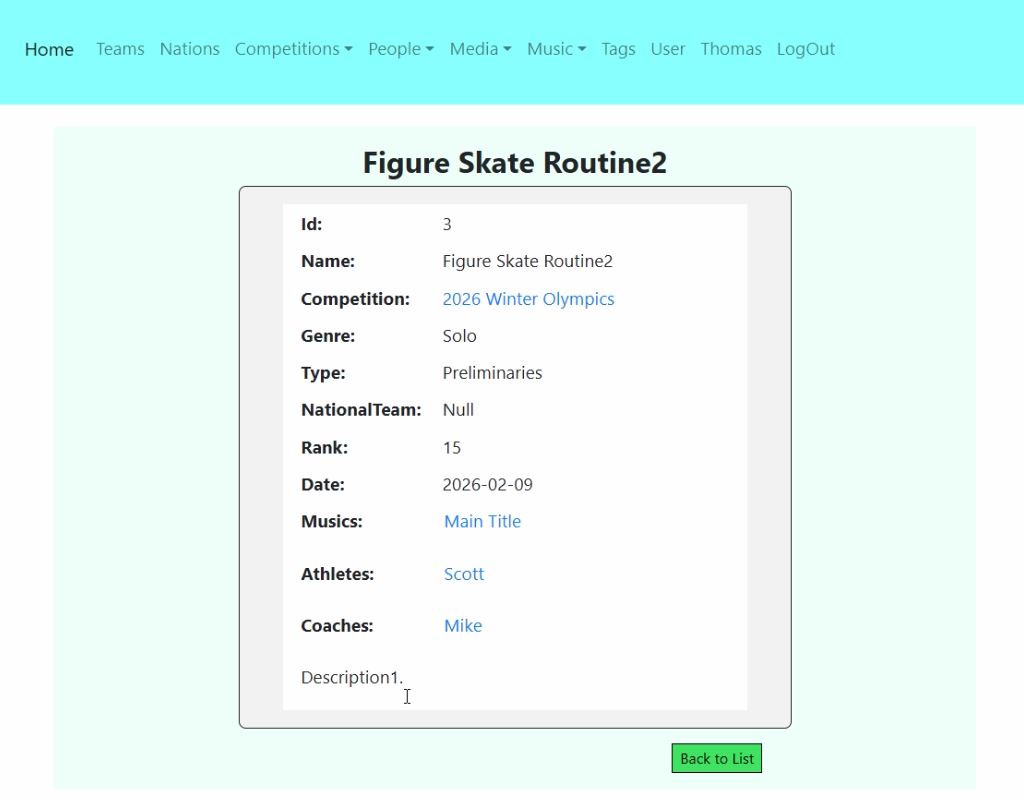 Home Teams Nations Competitions People Media Music Tags User Thomas LogOut
Figure Skate Routine2
Id: 3
Name: Figure Skate Routine2
Competition: 2026 Winter Olympics
Genre: Solo
Type: Preliminaries
NationalTeam: Null
Rank: 15
Date: 2026-02-09
Musics: Main Title
Athletes: Scott
Coaches: Mike
Description1.
Back to List